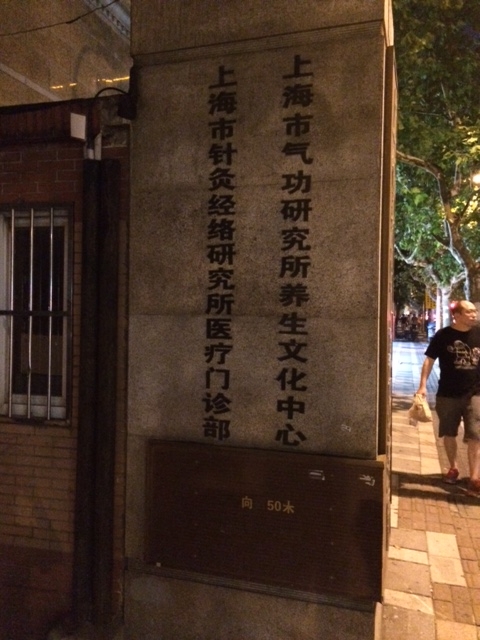 上海市气功研究所养生文化中心
上海市针灸经络研究所医疗门诊部
向 50米